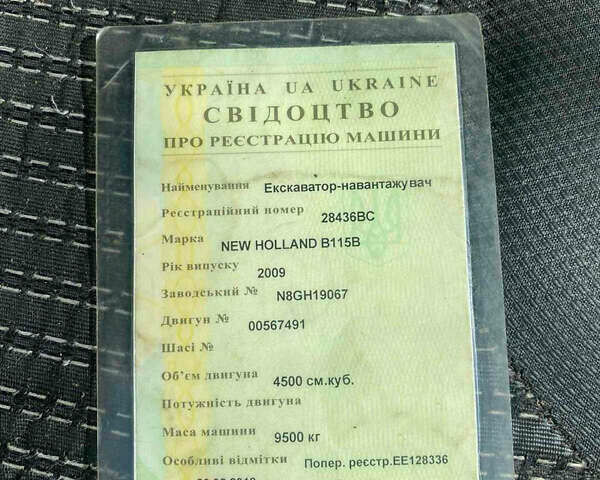 УКРАЇНА UA UKRAINE
СВІДОЦТВО
ПРО РЕЄСТРАЦІЮ МАШИНИ
Найменування Екскаватор-навантажувач
Реєстраційний номер 28436ВС
Марка NEW HOLLAND B115B
Рік випуску 2009
Заводський № N8GH19067
Двигун № 00567491
Шасі №
Об'єм двигуна 4500 см.куб.
Потужність двигуна
Маса машини 9500 кг
Особливі відмітки Попер. реєстр.ЕЕ128336